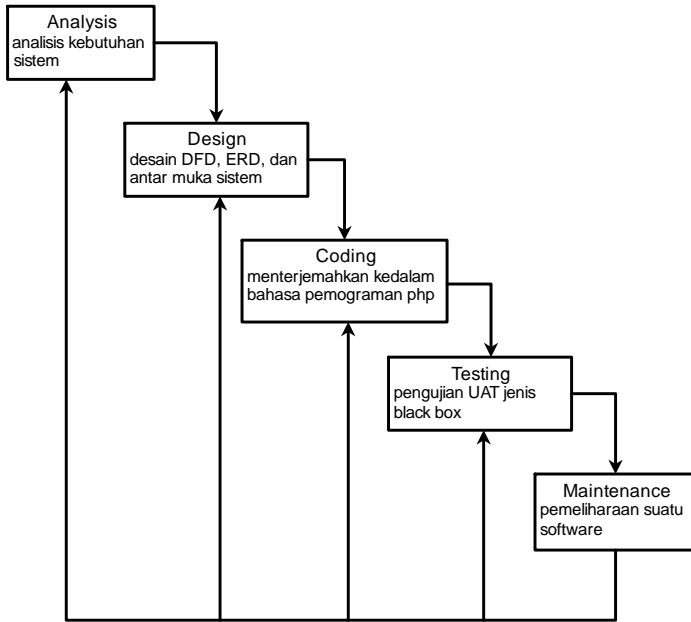 Analysis
analisis kebutuhan
sistem
Design
desain DFD, ERD, dan
antar muka sistem
Coding
menterjemahkan kedalam
bahasa pemograman php
Testing
pengujian UAT jenis
black box
Maintenance
pemeliharaan suatu
software